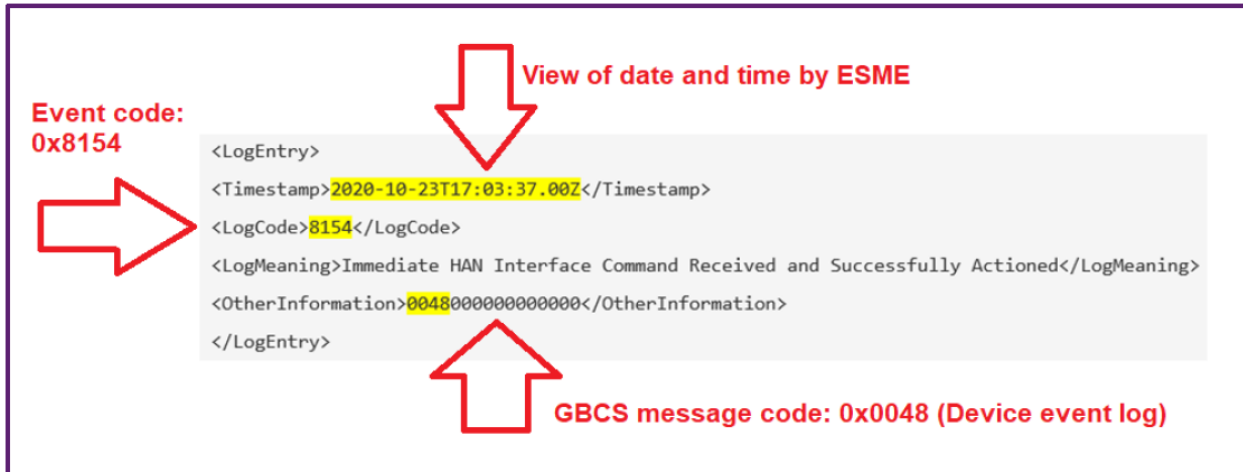 View of date and time by ESME
Event code:
0x8154
<LogEntry>
<Timestamp>2020-10-23T17:03:37.00Z</Timestamp>
<LogCode>8154</LogCode>
<LogMeaning>Immediate HAN Interface Command Received and Successfully Actioned</LogMeaning>
<OtherInformation>0048000000000000</OtherInformation>
</LogEntry>
GBCS message code: 0x0048 (Device event log)